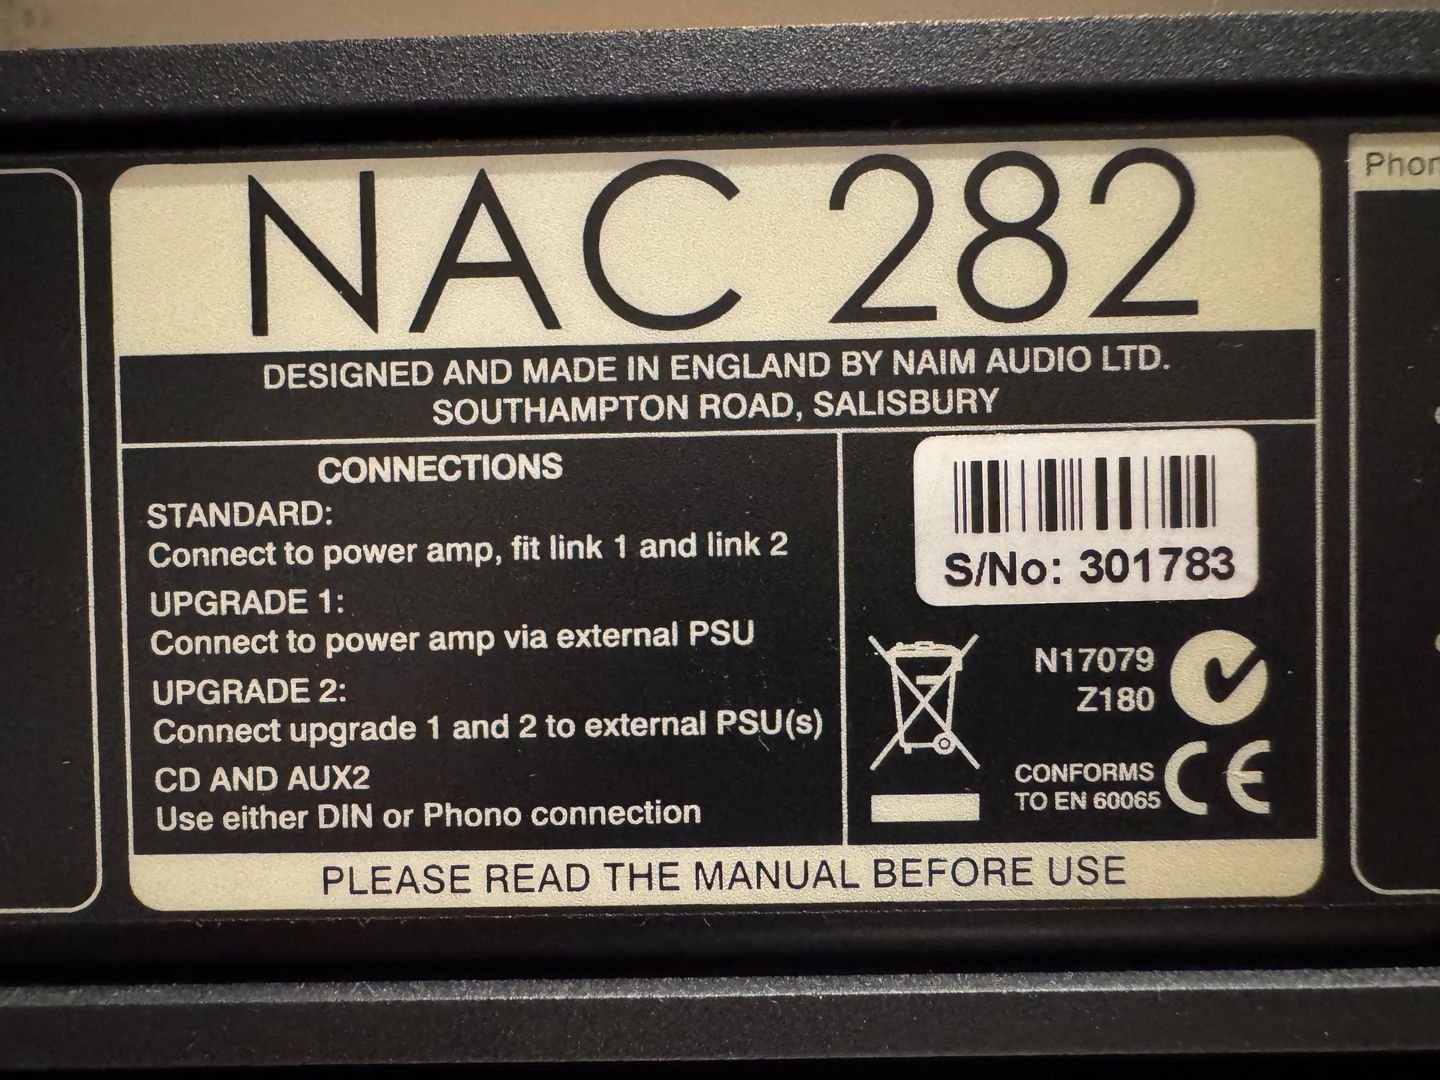 NAC 282
DESIGNED AND MADE IN ENGLAND BY NAIM AUDIO LTD.
SOUTHAMPTON ROAD, SALISBURY
CONNECTIONS
STANDARD:
Connect to power amp, fit link 1 and link 2
UPGRADE 1:
Connect to power amp via external PSU
UPGRADE 2:
Connect upgrade 1 and 2 to external PSU(s)
CD AND AUX2
Use either DIN or Phono connection
S/No: 301783
N17079
Z180
CONFORMS
TO EN 60065
CE
PLEASE READ THE MANUAL BEFORE USE